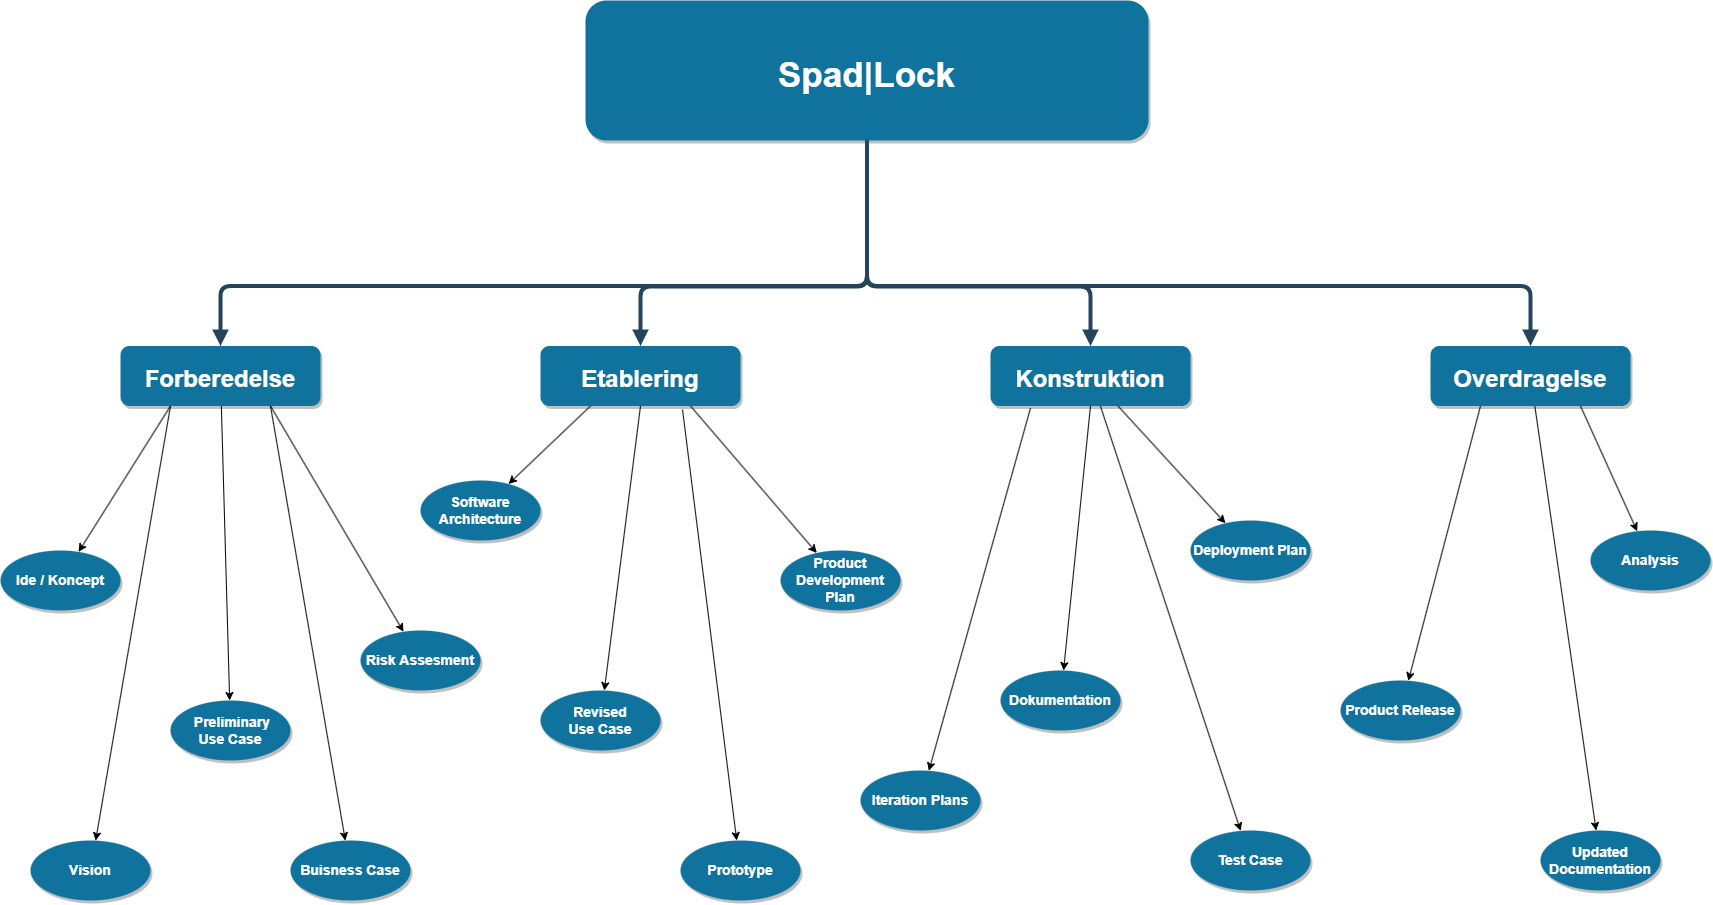 Spad|Lock
Forberedelse
Etablering
Konstruktion
Overdragelse
Software
Architecture
Deployment Plan
Analysis
Ide / Koncept
Product
Development
Plan
Risk Assesment
Preliminary
Use Case
Revised
Use Case
Dokumentation
Product Release
Iteration Plans
Vision
Buisness Case
Prototype
Test Case
Updated
Documentation